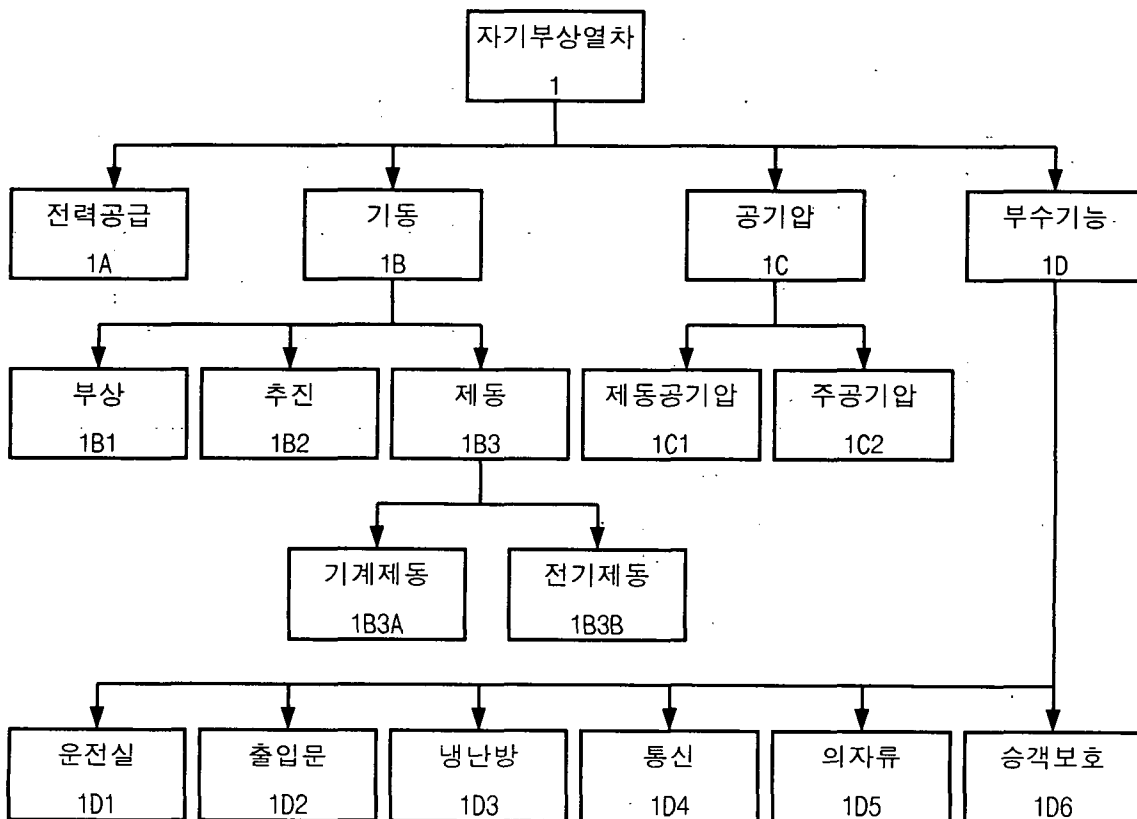 자기부상열차
1
전력공급
1A
기동
1B
공기압
1C
부수기능
1D
부상
1B1
추진
1B2
제동
1B3
제동공기압
1C1
주공기압
1C2
기계제동
1B3A
전기제동
1B3B
운전실
1D1
출입문
1D2
냉난방
1D3
통신
1D4
의자류
1D5
승객보호
1D6